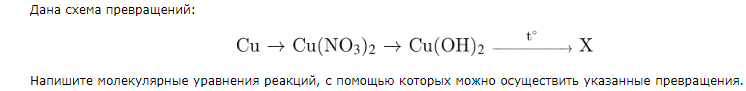 Дана схема превращений:
Cu → Cu(NO₃)₂ → Cu(OH)₂ —t°→ X
Напишите молекулярные уравнения реакций, с помощью которых можно осуществить указанные превращения.